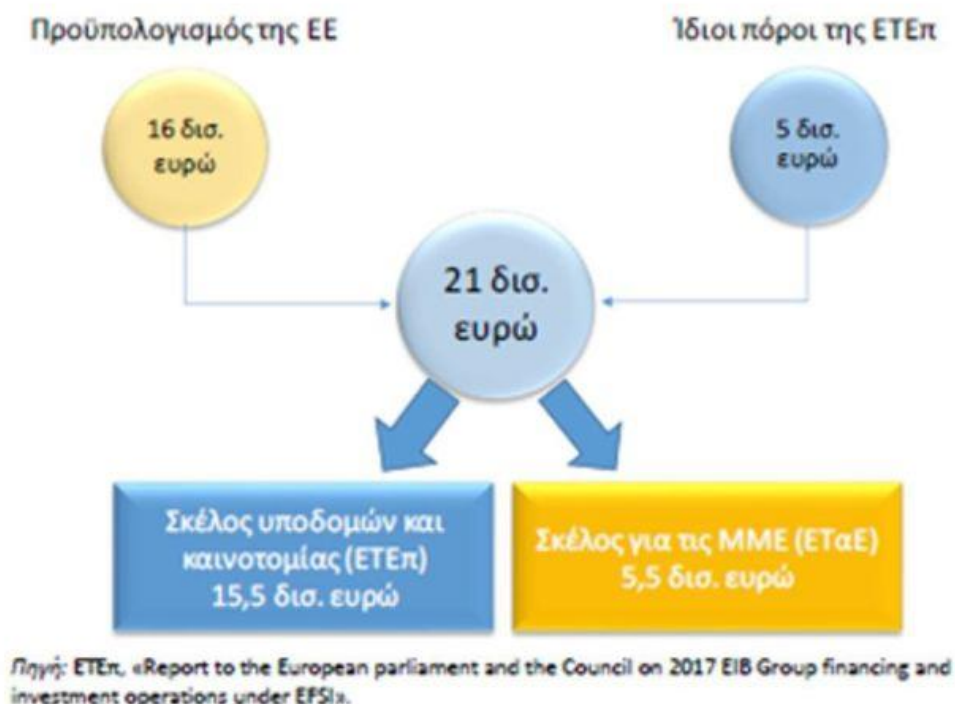 Προϋπολογισμός της ΕΕ
Ίδιοι πόροι της ΕΤΕπ
16 δισ.
ευρώ
5 δισ.
ευρώ
21 δισ.
ευρώ
Σκέλος υποδομών και
καινοτομίας (ΕΤΕπ)
15,5 δισ. ευρώ
Σκέλος για τις ΜΜΕ (ΕΤαΕ)
5,5 δισ. ευρώ
Πηγή: ΕΤΕπ, «Report to the European parliament and the Council on 2017 EIB Group financing and
investment operations under EFSI».